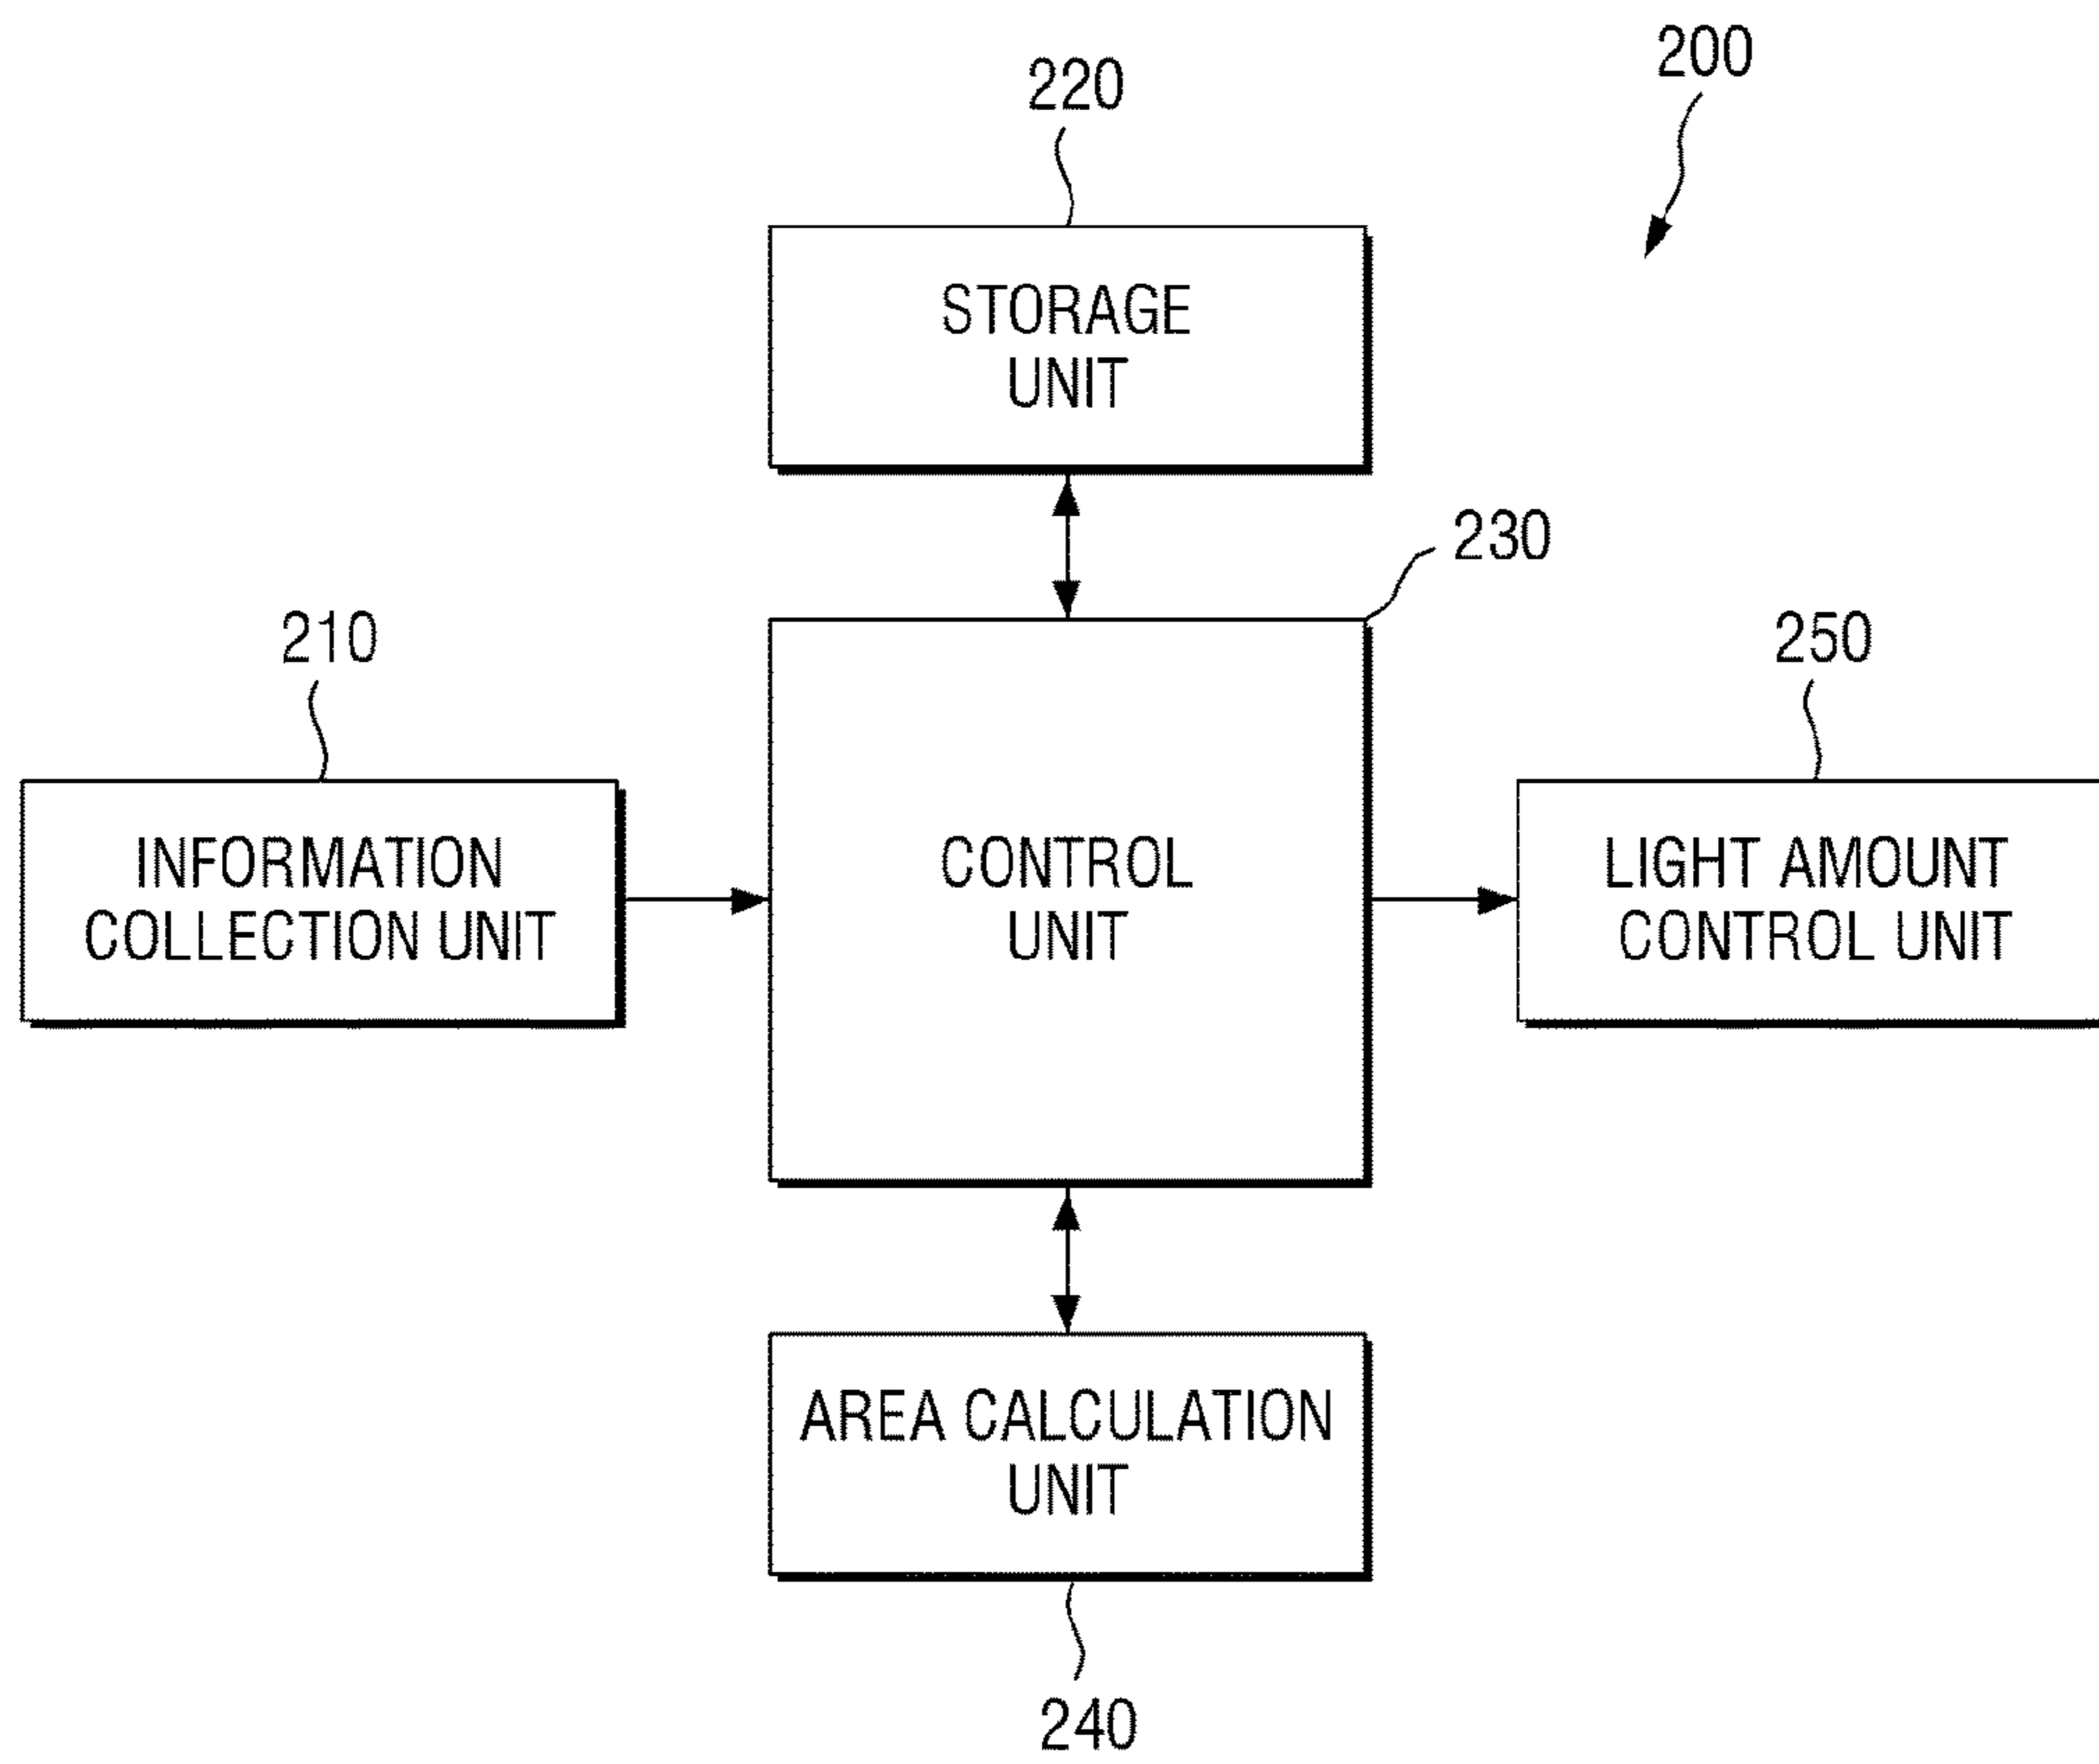 200
220
STORAGE
UNIT
230
210
250
INFORMATION
COLLECTION UNIT
CONTROL
UNIT
LIGHT AMOUNT
CONTROL UNIT
AREA CALCULATION
UNIT
240